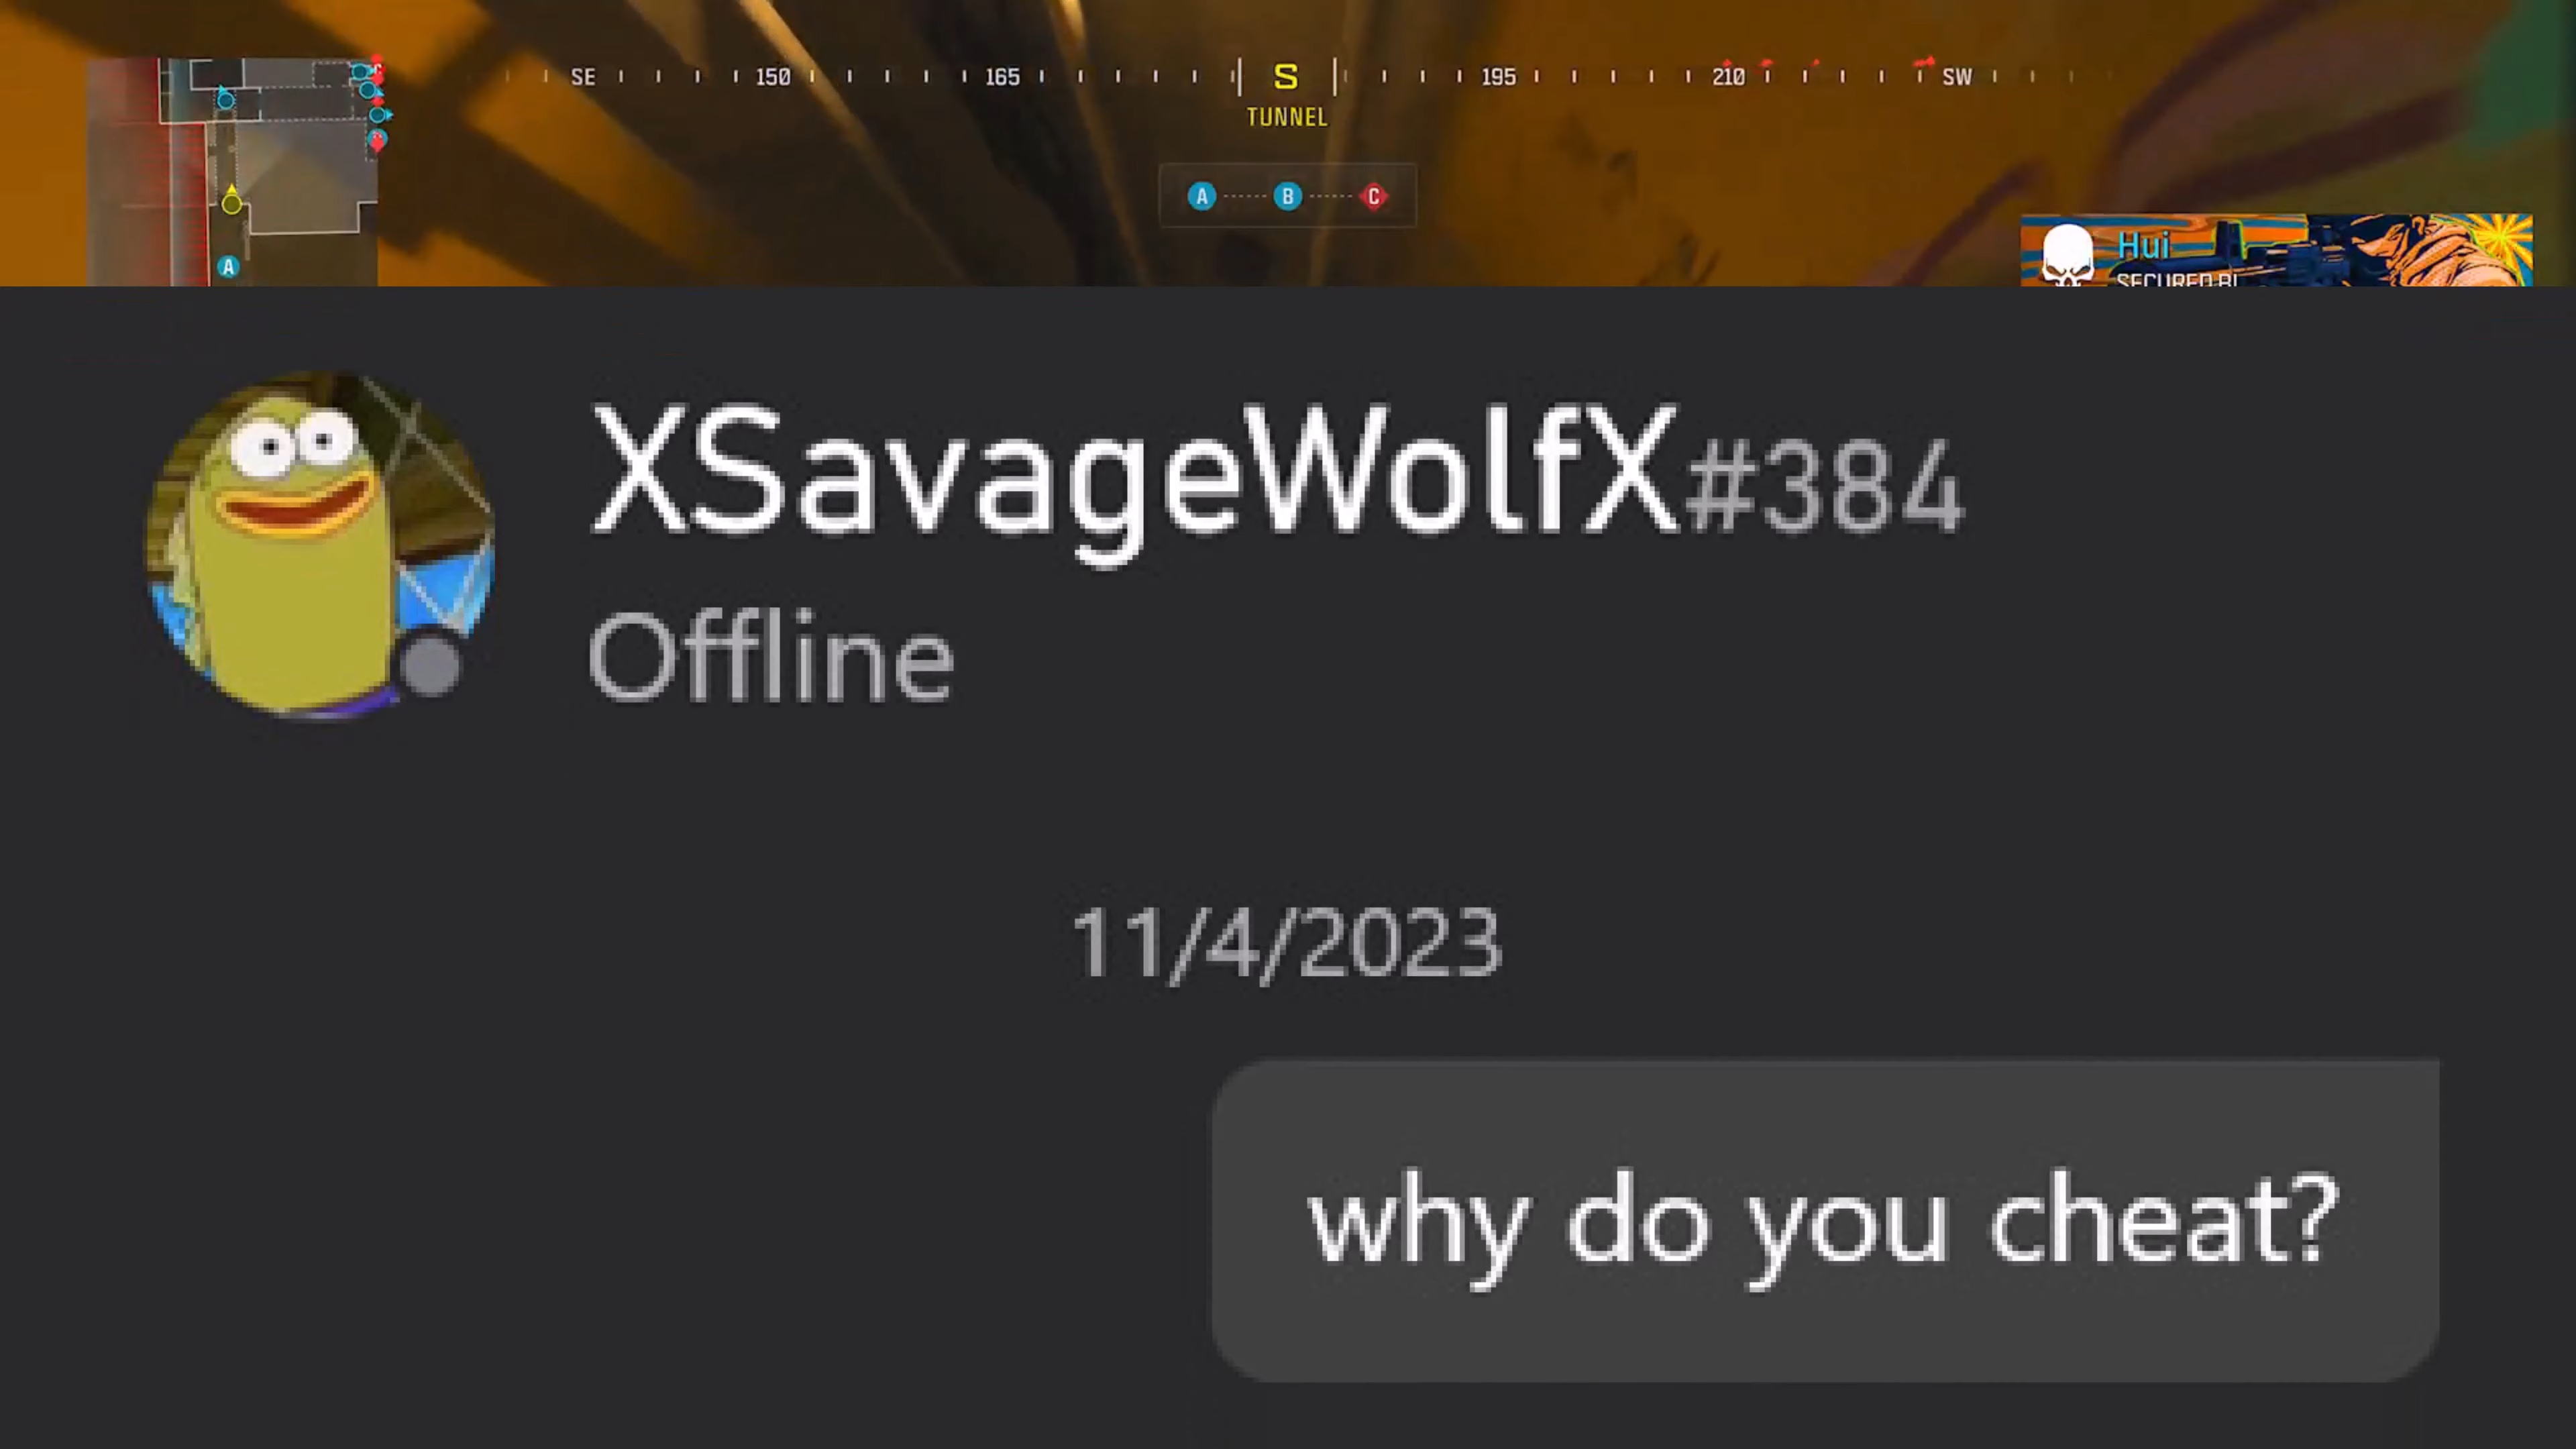 SE 150 165 S 195 210 SW
TUNNEL
A B C
Hui
A
XSavageWolfX#384
Offline
11/4/2023
why do you cheat?